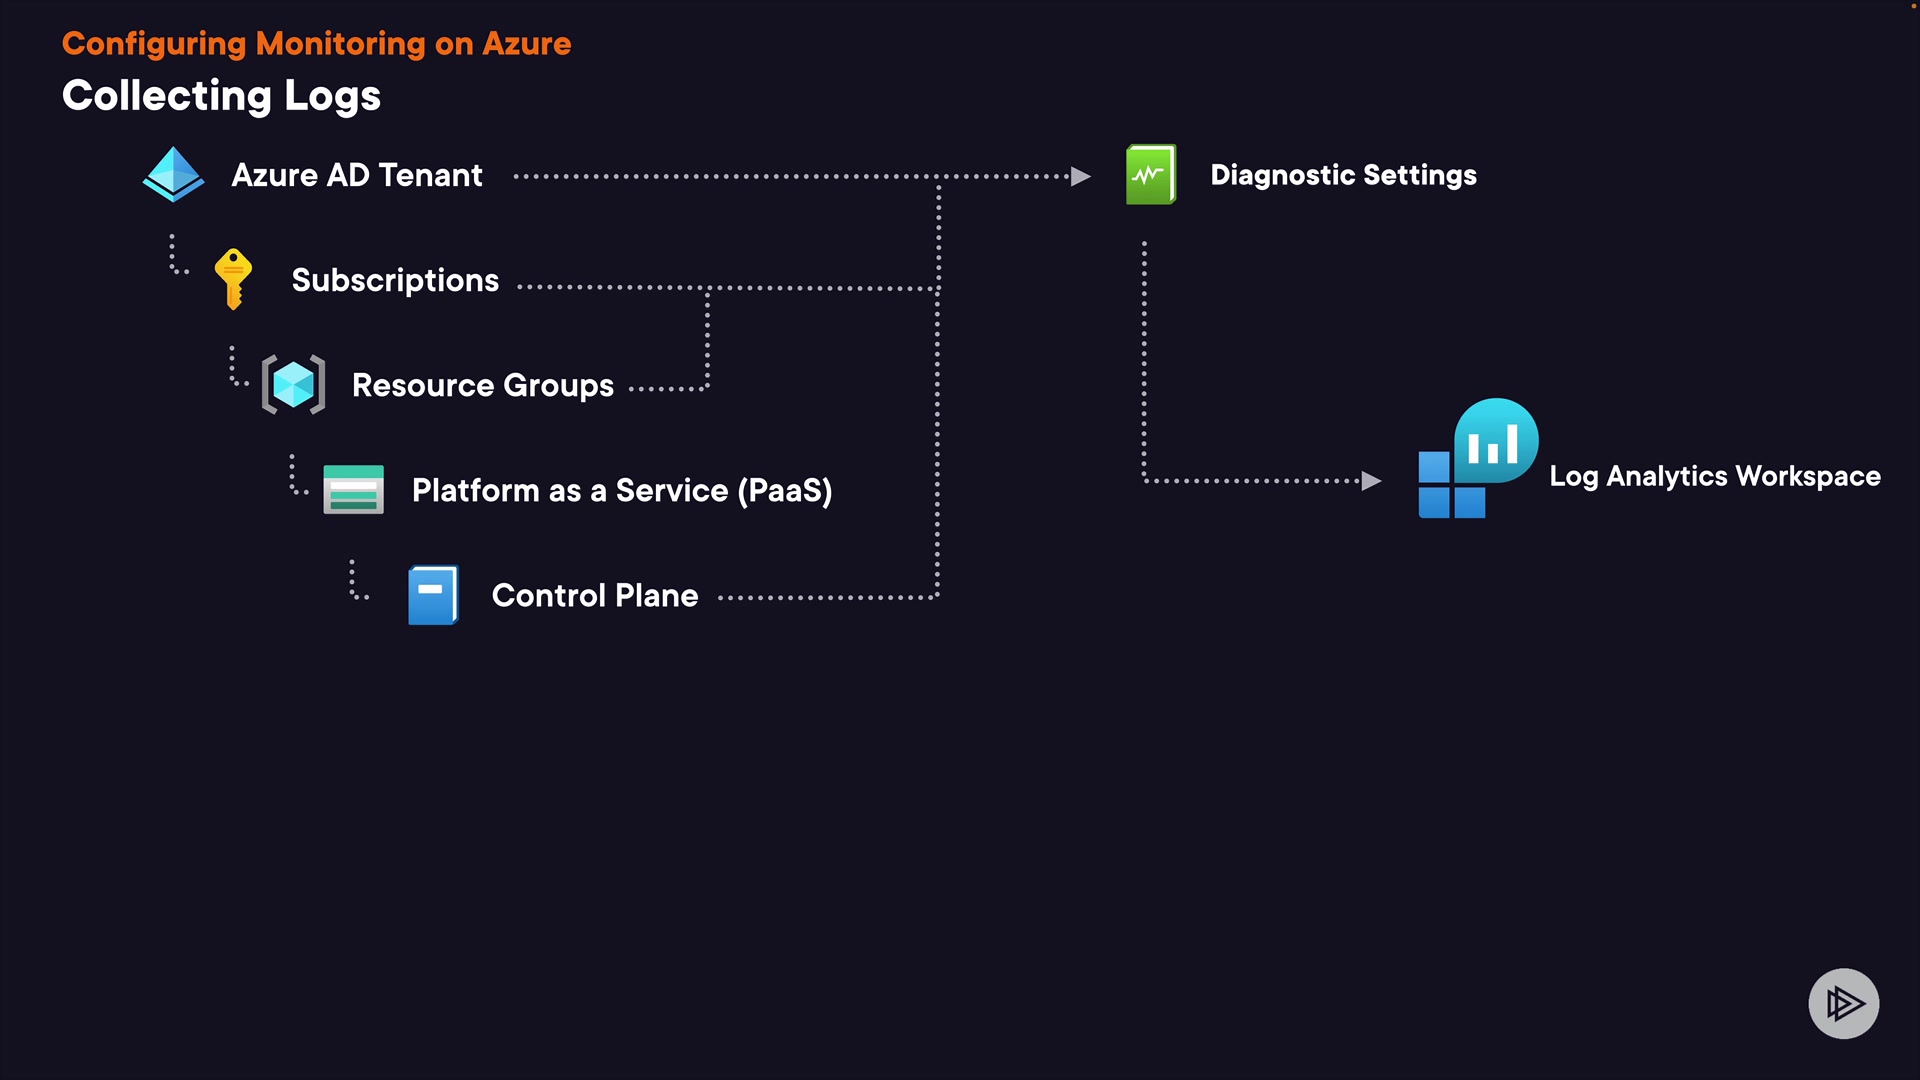 Configuring Monitoring on Azure
Collecting Logs
Azure AD Tenant
Diagnostic Settings
Subscriptions
Resource Groups
Log Analytics Workspace
Platform as a Service (PaaS)
Control Plane